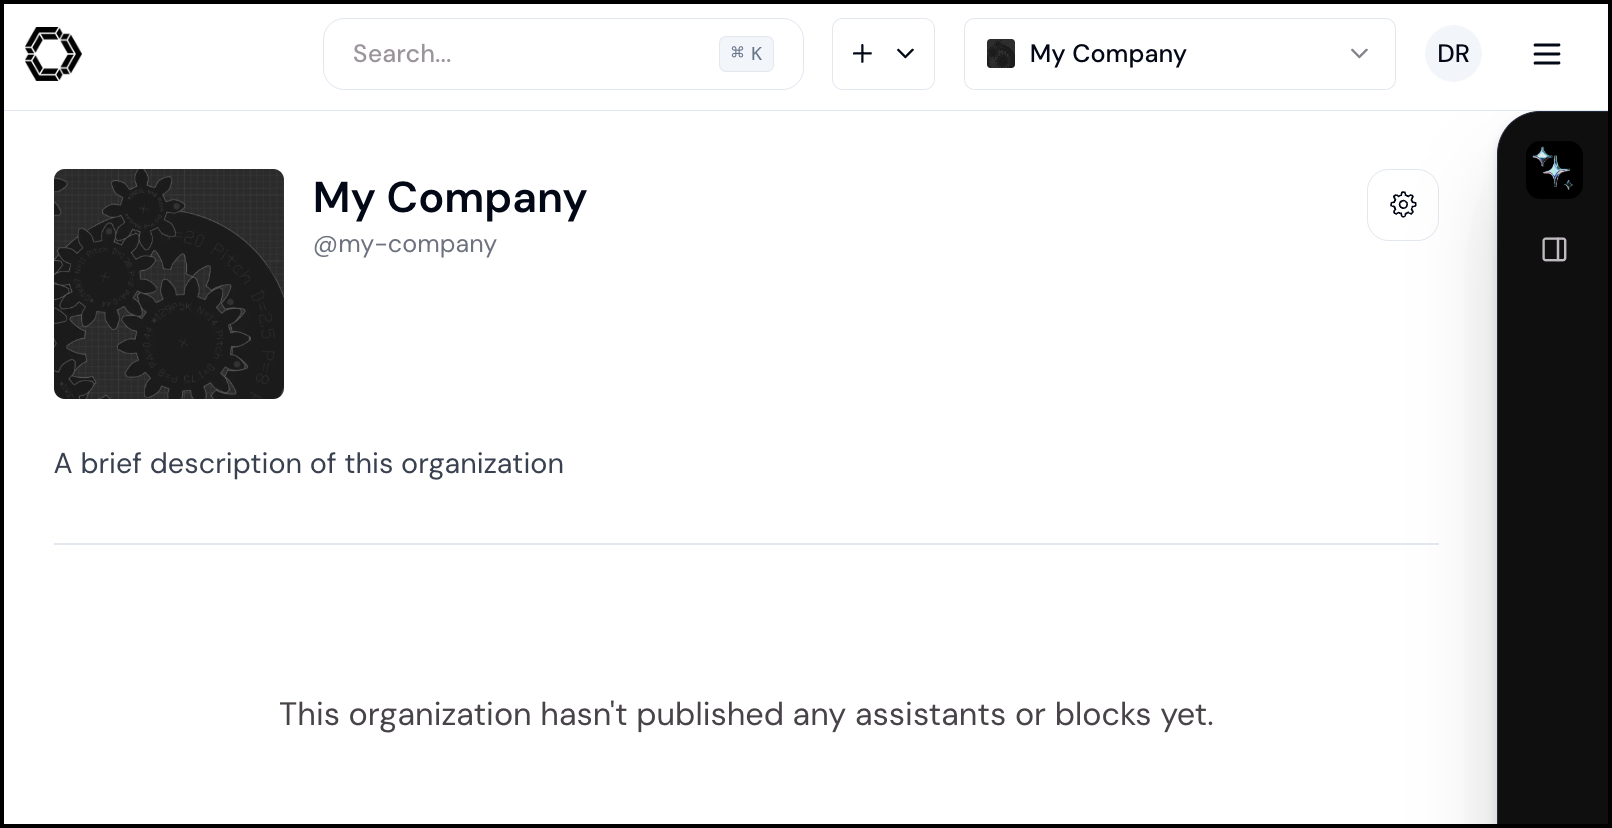 Search...
⌘ K
My Company
DR
My Company
@my-company
A brief description of this organization
This organization hasn't published any assistants or blocks yet.